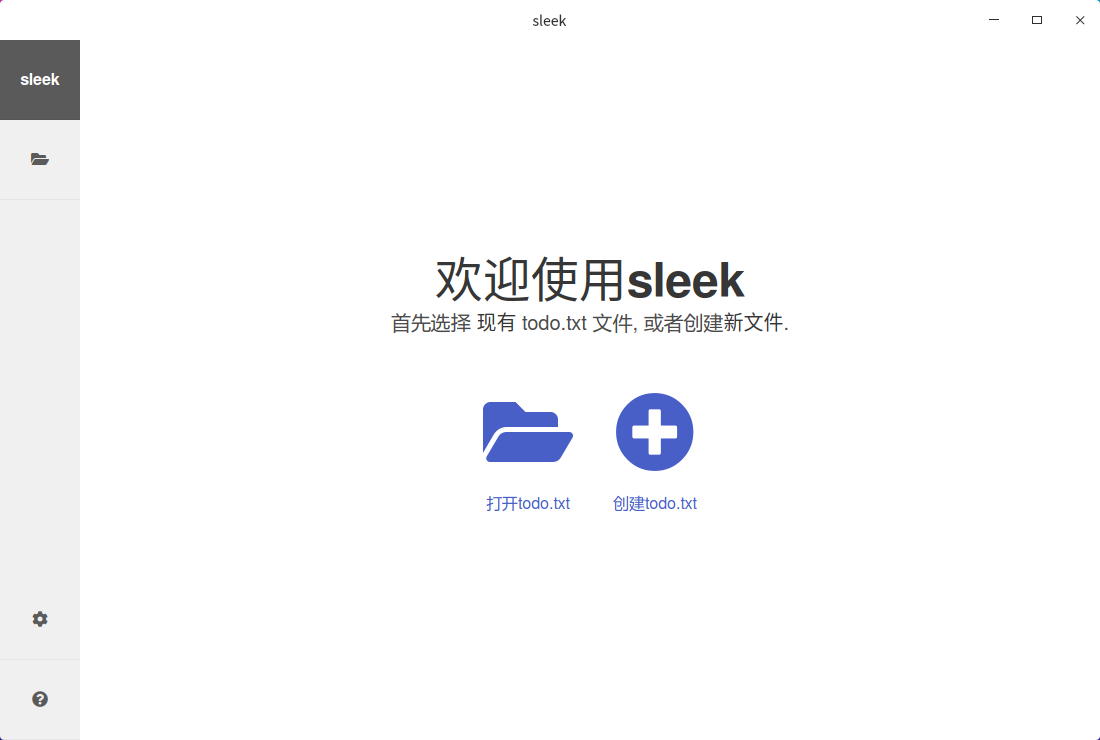 sleek
sleek
欢迎使用sleek
首先选择 现有 todo.txt 文件, 或者创建新文件.
打开todo.txt
创建todo.txt